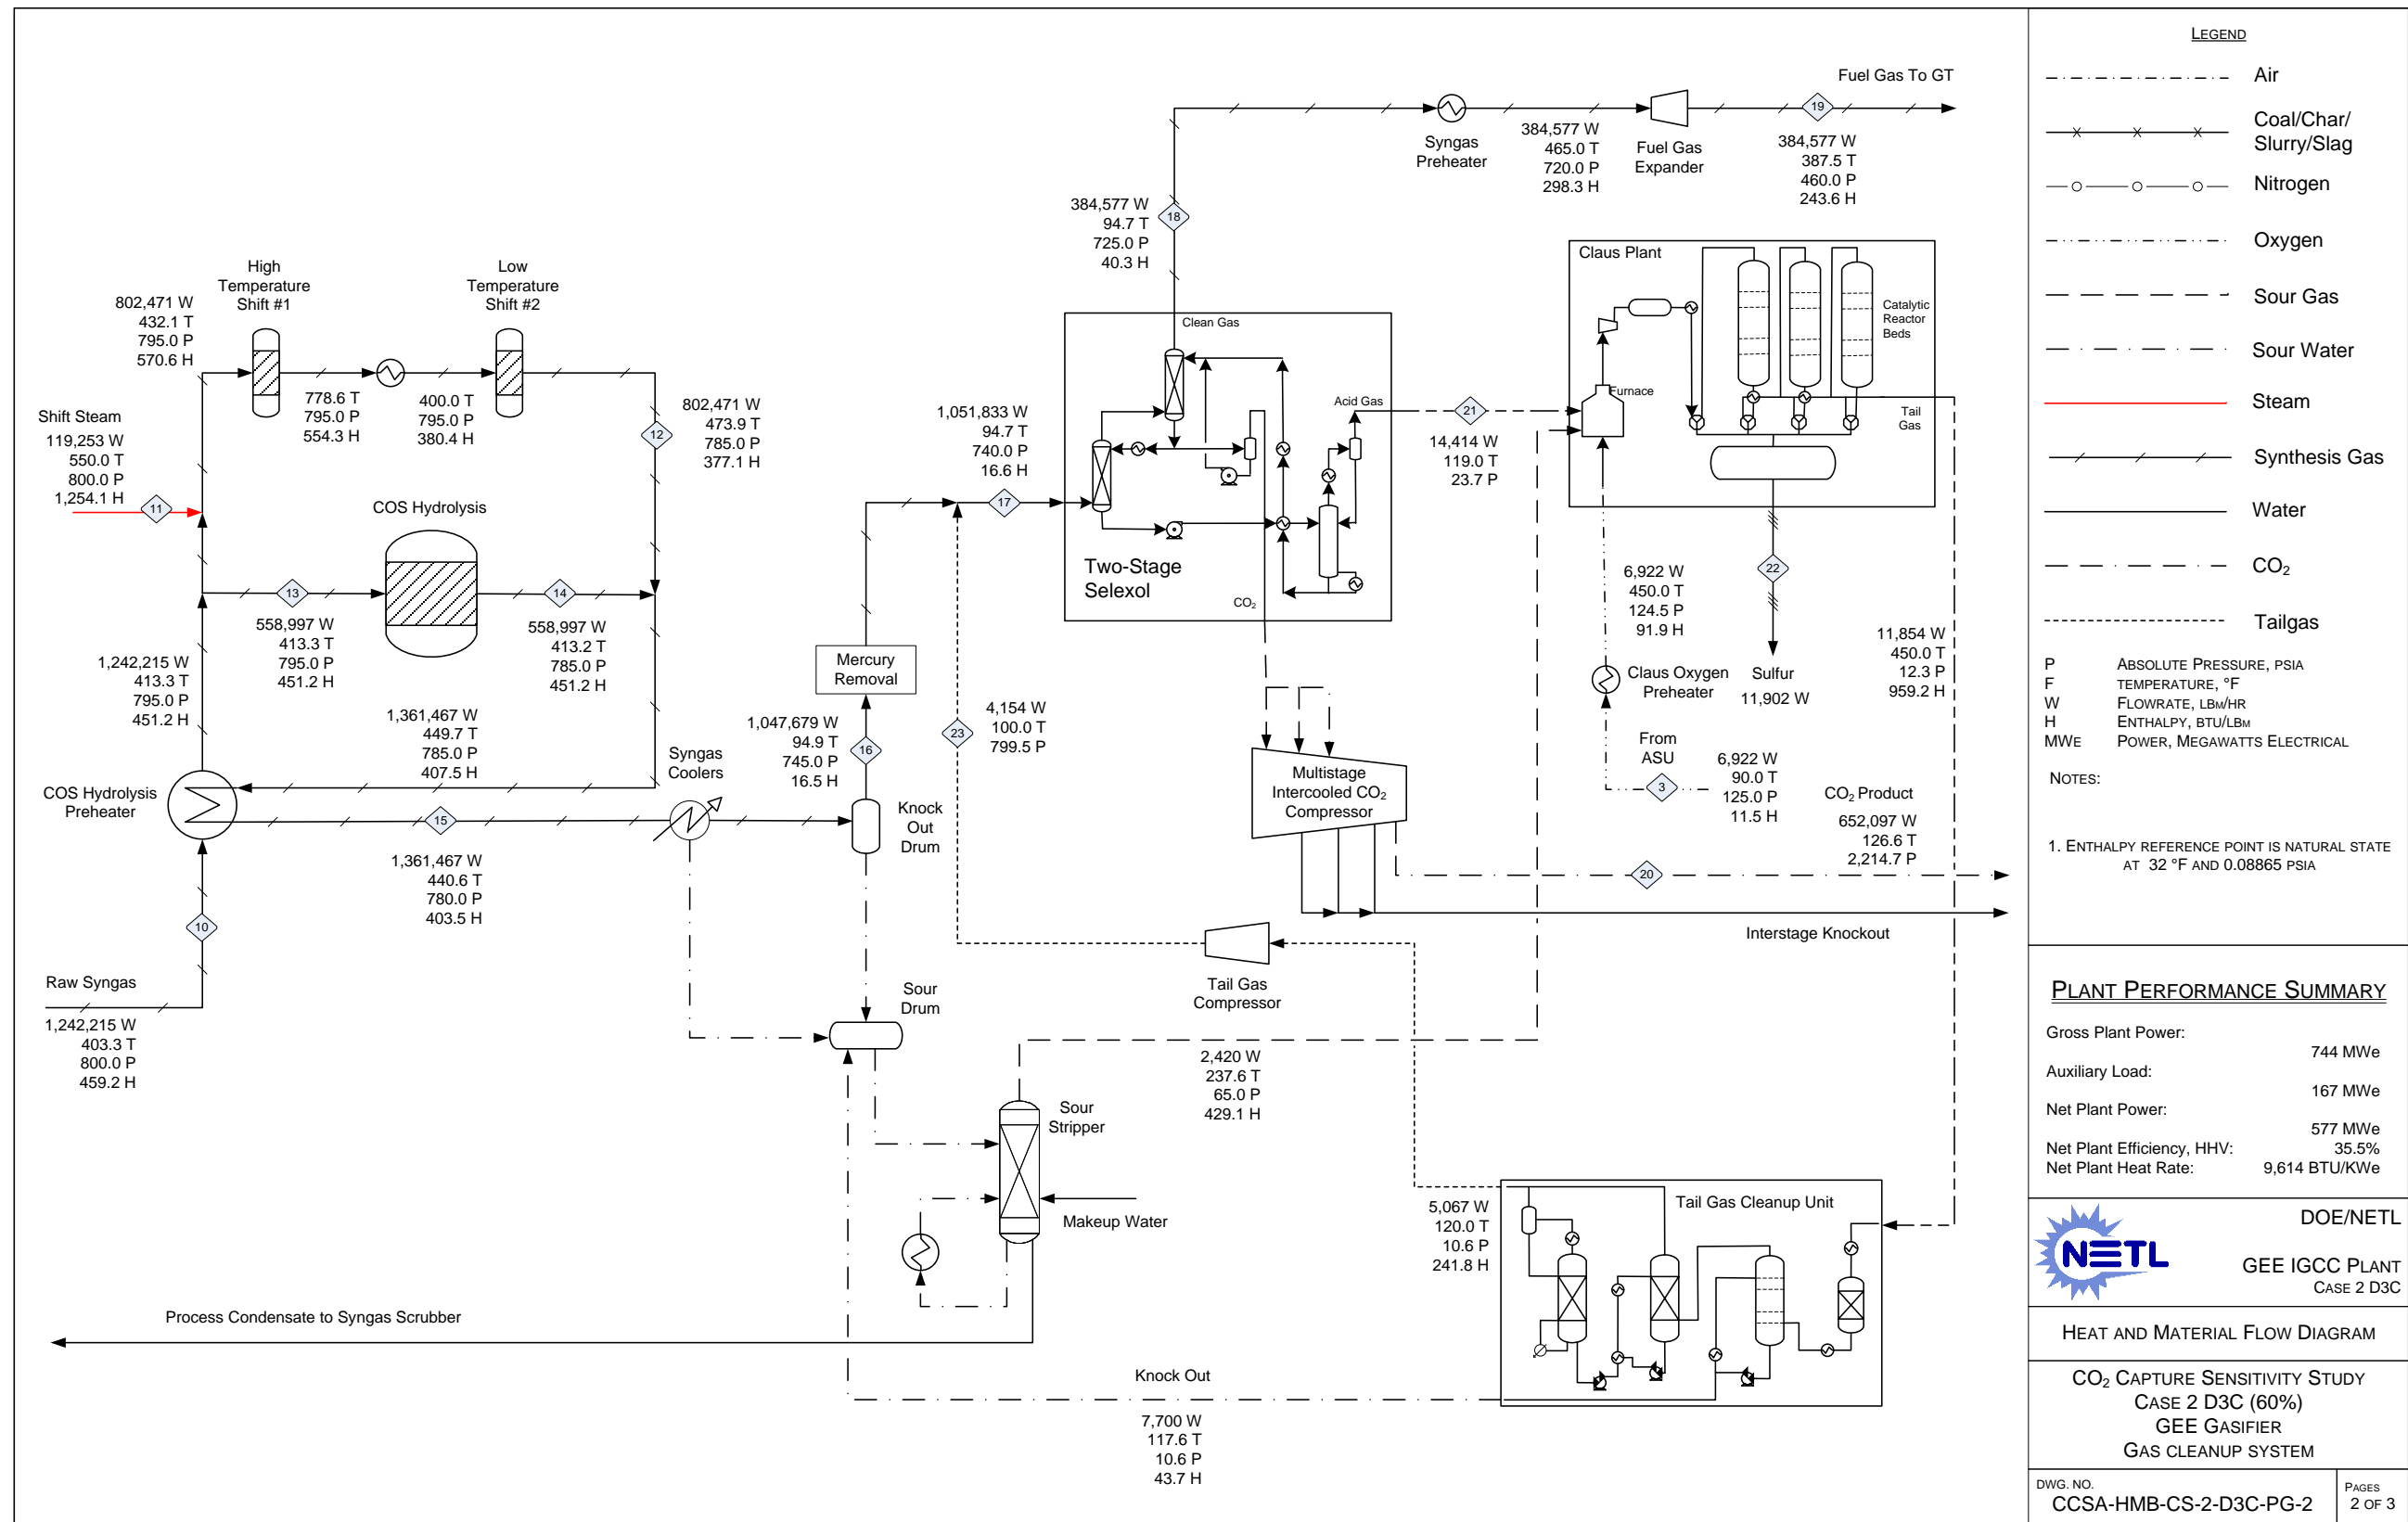 Fuel Gas To GT
19
Syngas
Preheater
384,577 W
465.0 T
720.0 P
298.3 H
Fuel Gas
Expander
384,577 W
387.5 T
460.0 P
243.6 H
384,577 W
94.7 T
725.0 P
40.3 H
18
High
Temperature
Shift #1
Low
Temperature
Shift #2
802,471 W
432.1 T
795.0 P
570.6 H
778.6 T
795.0 P
554.3 H
400.0 T
795.0 P
380.4 H
802,471 W
473.9 T
785.0 P
377.1 H
12
Shift Steam
119,253 W
550.0 T
800.0 P
1,254.1 H
11
COS Hydrolysis
13
14
558,997 W
413.3 T
795.0 P
451.2 H
558,997 W
413.2 T
785.0 P
451.2 H
1,242,215 W
413.3 T
795.0 P
451.2 H
1,361,467 W
449.7 T
785.0 P
407.5 H
COS Hydrolysis
Preheater
15
1,361,467 W
440.6 T
780.0 P
403.5 H
10
Raw Syngas
1,242,215 W
403.3 T
800.0 P
459.2 H
Syngas
Coolers
1,047,679 W
94.9 T
745.0 P
16.5 H
16
Mercury
Removal
Knock
Out
Drum
Sour
Drum
1,051,833 W
94.7 T
740.0 P
16.6 H
17
23
4,154 W
100.0 T
799.5 P
Clean Gas
Acid Gas
Two-Stage
Selexol
CO2
21
14,414 W
119.0 T
23.7 P
Claus Plant
Furnace
Catalytic
Reactor
Beds
Tail
Gas
6,922 W
450.0 T
124.5 P
91.9 H
22
Sulfur
11,902 W
11,854 W
450.0 T
12.3 P
959.2 H
Claus Oxygen
Preheater
From
ASU
3
6,922 W
90.0 T
125.0 P
11.5 H
Multistage
Intercooled CO2
Compressor
CO2 Product
652,097 W
126.6 T
2,214.7 P
20
Interstage Knockout
Tail Gas
Compressor
2,420 W
237.6 T
65.0 P
429.1 H
Sour
Stripper
Makeup Water
5,067 W
120.0 T
10.6 P
241.8 H
Tail Gas Cleanup Unit
Process Condensate to Syngas Scrubber
Knock Out
7,700 W
117.6 T
10.6 P
43.7 H
LEGEND
Air
Coal/Char/
Slurry/Slag
Nitrogen
Oxygen
Sour Gas
Sour Water
Steam
Synthesis Gas
Water
CO2
Tailgas
P ABSOLUTE PRESSURE, PSIA
F TEMPERATURE, °F
W FLOWRATE, LBM/HR
H ENTHALPY, BTU/LBM
MWE POWER, MEGAWATTS ELECTRICAL
NOTES:
1. ENTHALPY REFERENCE POINT IS NATURAL STATE
AT 32 °F AND 0.08865 PSIA
PLANT PERFORMANCE SUMMARY
Gross Plant Power:
744 MWe
Auxiliary Load:
167 MWe
Net Plant Power:
577 MWe
Net Plant Efficiency, HHV: 35.5%
Net Plant Heat Rate: 9,614 BTU/KWe
NETL
DOE/NETL
GEE IGCC PLANT
CASE 2 D3C
HEAT AND MATERIAL FLOW DIAGRAM
CO2 CAPTURE SENSITIVITY STUDY
CASE 2 D3C (60%)
GEE GASIFIER
GAS CLEANUP SYSTEM
DWG. NO.
CCSA-HMB-CS-2-D3C-PG-2
PAGES
2 OF 3